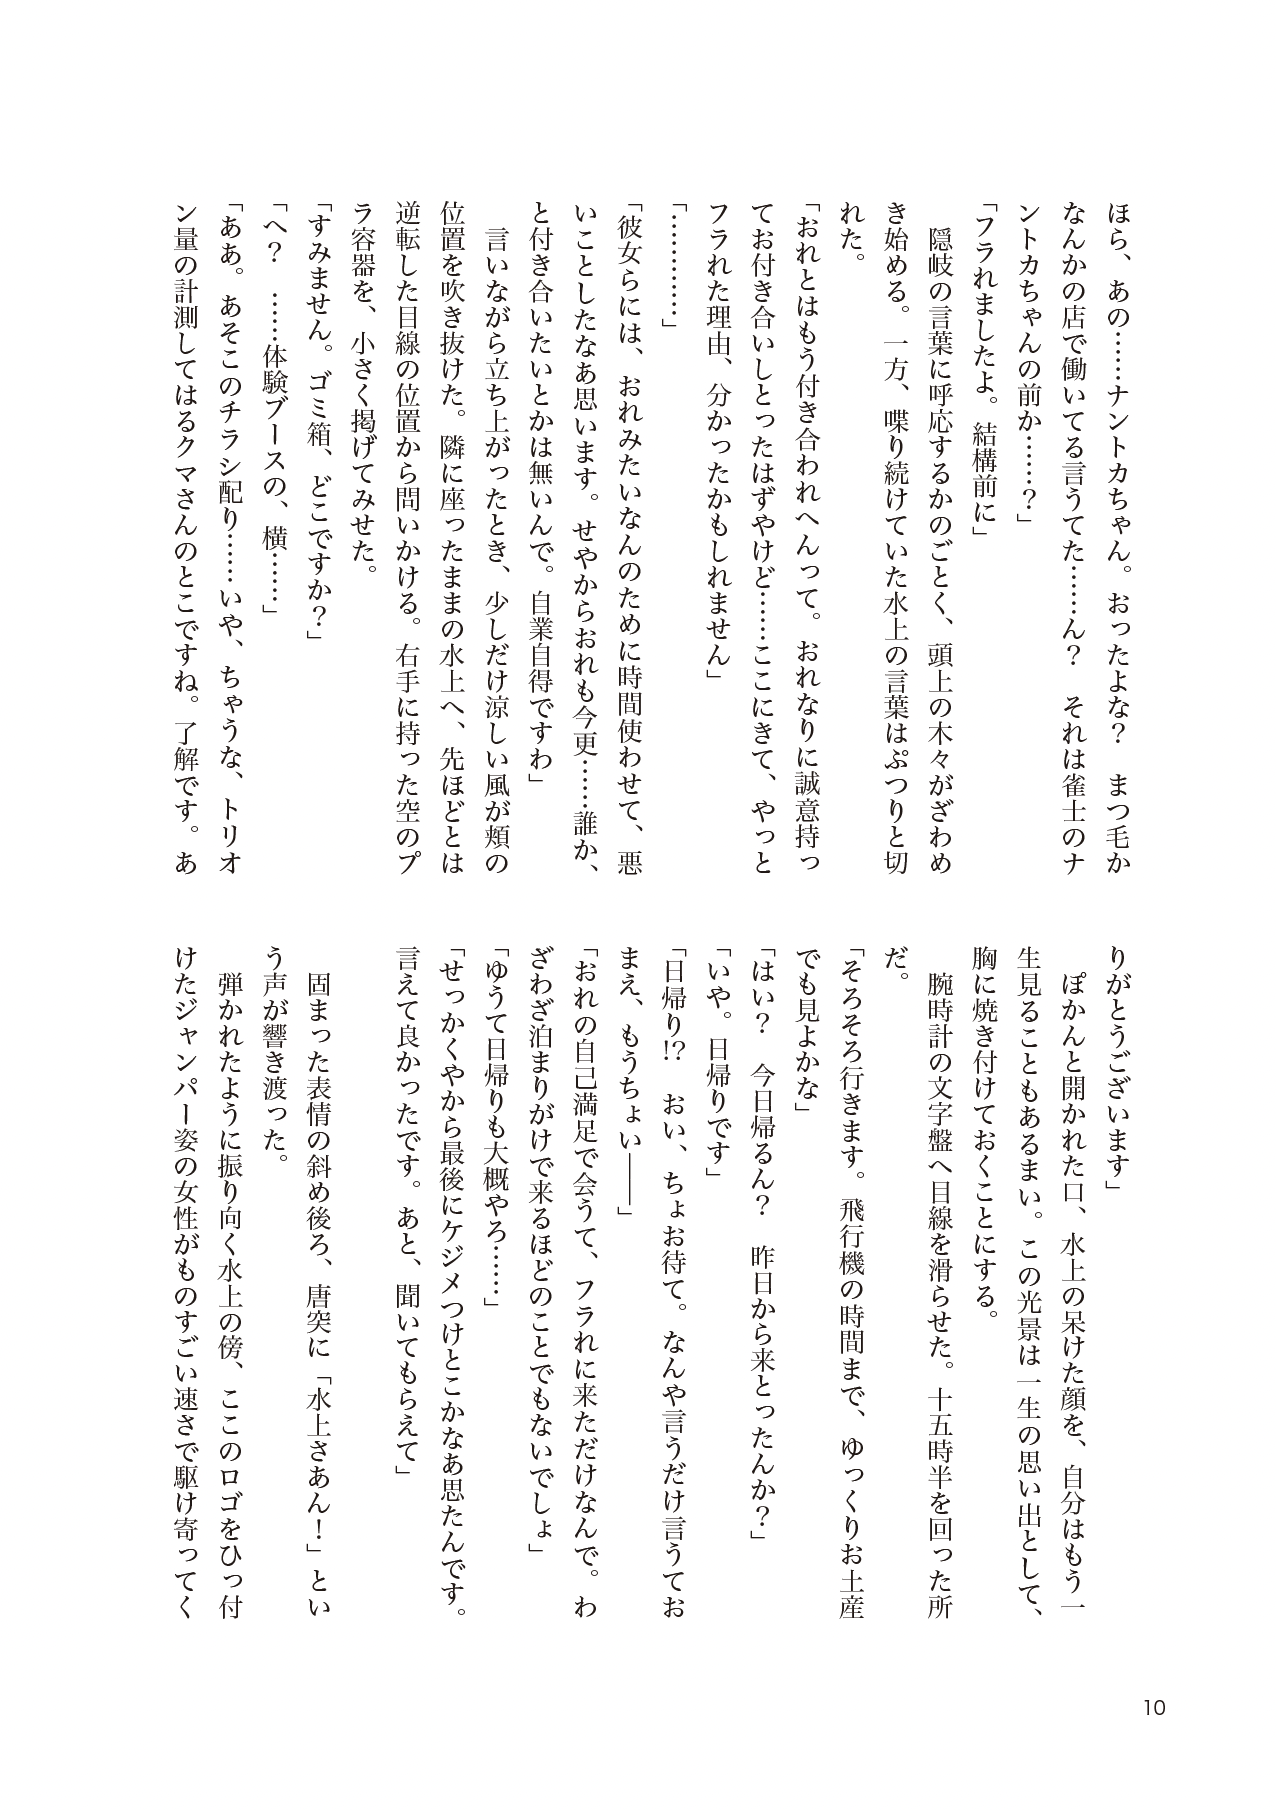 ほら、あの……ナントカちゃん。おったよな？　まつ毛か
なんかの店で働いてる言うてた……ん？　それは雀士のナ
ントカちゃんの前か……？」
「フラれましたよ。結構前に」
　隠岐の言葉に呼応するかのごとく、頭上の木々がざわめ
き始める。一方、喋り続けていた水上の言葉はぷつりと切
れた。
「おれとはもう付き合われへんって。おれなりに誠意持っ
てお付き合いしとったはずやけど……ここにきて、やっと
フラれた理由、分かったかもしれません」
「…………」
「彼女らには、おれみたいなんのために時間使わせて、悪
いことしたなあ思います。せやからおれも今更……誰か、
と付き合いたいとかは無いんで。自業自得ですわ」
　言いながら立ち上がったとき、少しだけ涼しい風が頬の
位置を吹き抜けた。隣に座ったままの水上へ、先ほどとは
逆転した目線の位置から問いかける。右手に持った空のプ
ラ容器を、小さく掲げてみせた。
「すみません。ゴミ箱、どこですか？」
「へ？　……体験ブースの、横……」
「ああ。あそこのチラシ配り……いや、ちゃうな、トリオ
ン量の計測してはるクマさんのとこですね。了解です。あ
りがとうございます」
　ぽかんと開かれた口、水上の呆けた顔を、自分はもう一
生見ることもあるまい。この光景は一生の思い出として、
胸に焼き付けておくことにする。
　腕時計の文字盤へ目線を滑らせた。十五時半を回った所
だ。
「そろそろ行きます。飛行機の時間まで、ゆっくりお土産
でも見よかな」
「はい？　今日帰るん？　昨日から来とったんか？」
「いや。日帰りです」
「日帰り!?　おい、ちょお待て。なんや言うだけ言うてお
まえ、もうちょい――」
「おれの自己満足で会うて、フラれに来ただけなんで。わ
ざわざ泊まりがけで来るほどのことでもないでしょ」
「ゆうて日帰りも大概やろ……」
「せっかくやから最後にケジメつけとこかなあ思たんです。
言えて良かったです。あと、聞いてもらえて」
　固まった表情の斜め後ろ、唐突に「水上さあん！」とい
う声が響き渡った。
　弾かれたように振り向く水上の傍、ここのロゴをひっ付
けたジャンパー姿の女性がものすごい速さで駆け寄ってく
10